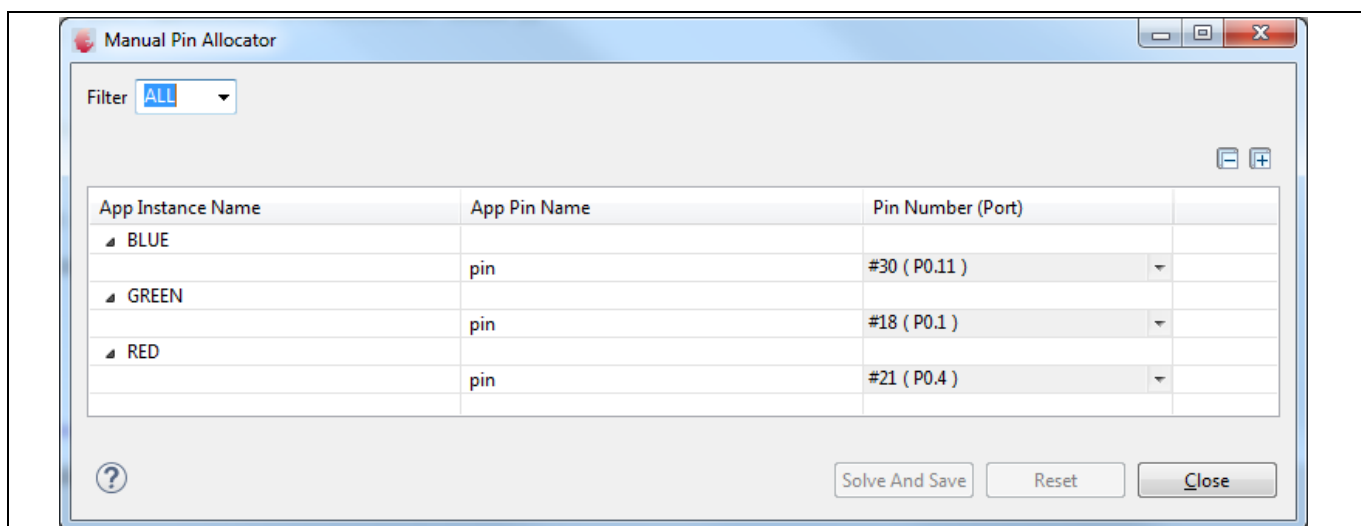 Manual Pin Allocator
Filter ALL
App Instance Name App Pin Name Pin Number (Port)
BLUE
pin #30 ( P0.11 )
GREEN
pin #18 ( P0.1 )
RED
pin #21 ( P0.4 )
Solve And Save Reset Close